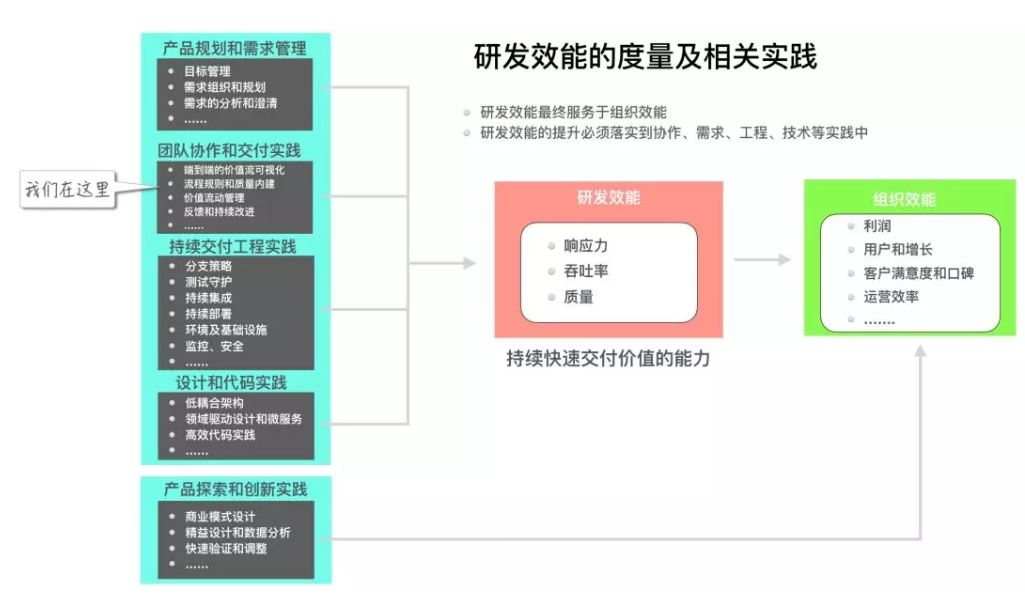 研发效能的度量及相关实践
研发效能最终服务于组织效能
研发效能的提升必须落实到协作、需求、工程、技术等实践中
产品规划和需求管理
目标管理
需求组织和规划
需求的分析和澄清
......
团队协作和交付实践
端到端的价值流可视化
流程规则和质量内建
价值流动管理
反馈和持续改进
......
我们在这里
持续交付工程实践
分支策略
测试守护
持续集成
持续部署
环境及基础设施
监控、安全
......
设计和代码实践
低耦合架构
领域驱动设计和微服务
高效代码实践
......
产品探索和创新实践
商业模式设计
精益设计和数据分析
快速验证和调整
......
研发效能
响应力
吞吐率
质量
持续快速交付价值的能力
组织效能
利润
用户和增长
客户满意度和口碑
运营效率
.......